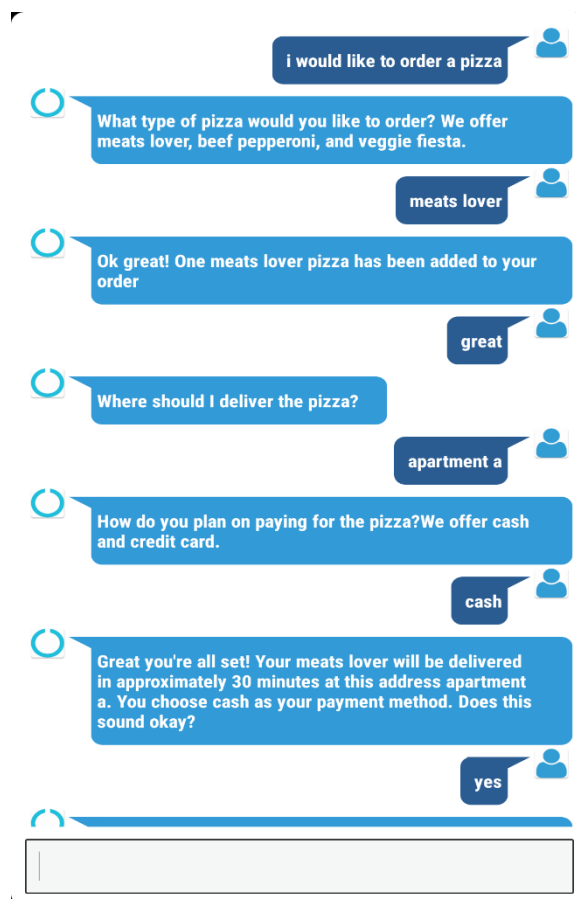 i would like to order a pizza
What type of pizza would you like to order? We offer
meats lover, beef pepperoni, and veggie fiesta.
meats lover
Ok great! One meats lover pizza has been added to your
order
great
Where should I deliver the pizza?
apartment a
How do you plan on paying for the pizza?We offer cash
and credit card.
cash
Great you're all set! Your meats lover will be delivered
in approximately 30 minutes at this address apartment
a. You choose cash as your payment method. Does this
sound okay?
yes